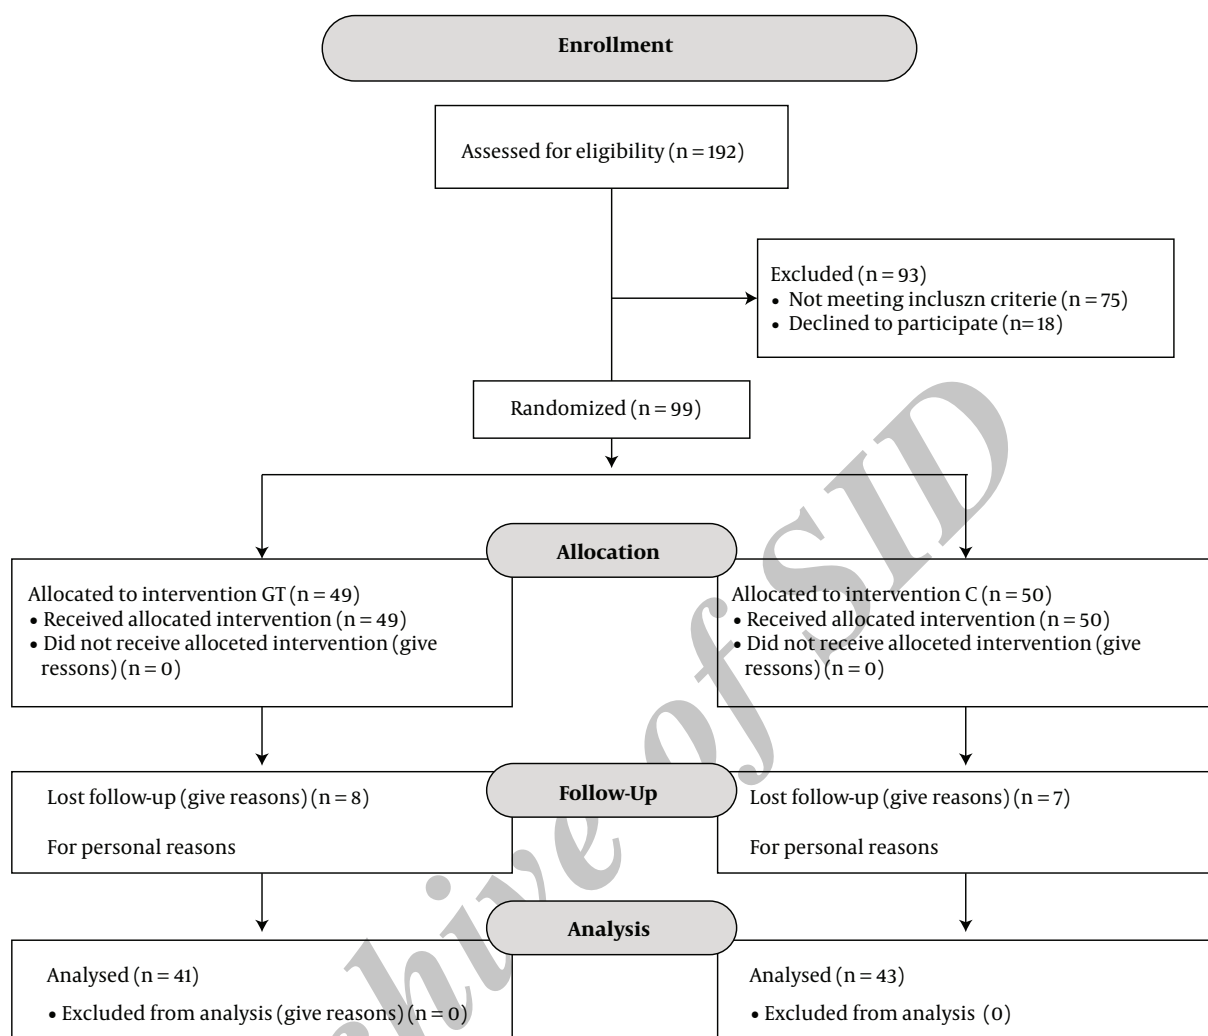 Enrollment
Assessed for eligibility (n = 192)
Excluded (n = 93)
• Not meeting incluszn criterie (n = 75)
• Declined to participate (n= 18)
Randomized (n = 99)
Allocation
Allocated to intervention GT (n = 49)
• Received allocated intervention (n = 49)
• Did not receive alloceted intervention (give
ressons) (n = 0)
Allocated to intervention C (n = 50)
• Received allocated intervention (n = 50)
• Did not receive alloceted intervention (give
ressons) (n = 0)
Follow-Up
Lost follow-up (give reasons) (n = 8)
For personal reasons
Lost follow-up (give reasons) (n = 7)
For personal reasons
Analysis
Analysed (n = 41)
• Excluded from analysis (give reasons) (n = 0)
Analysed (n = 43)
• Excluded from analysis (0)
hive of SID